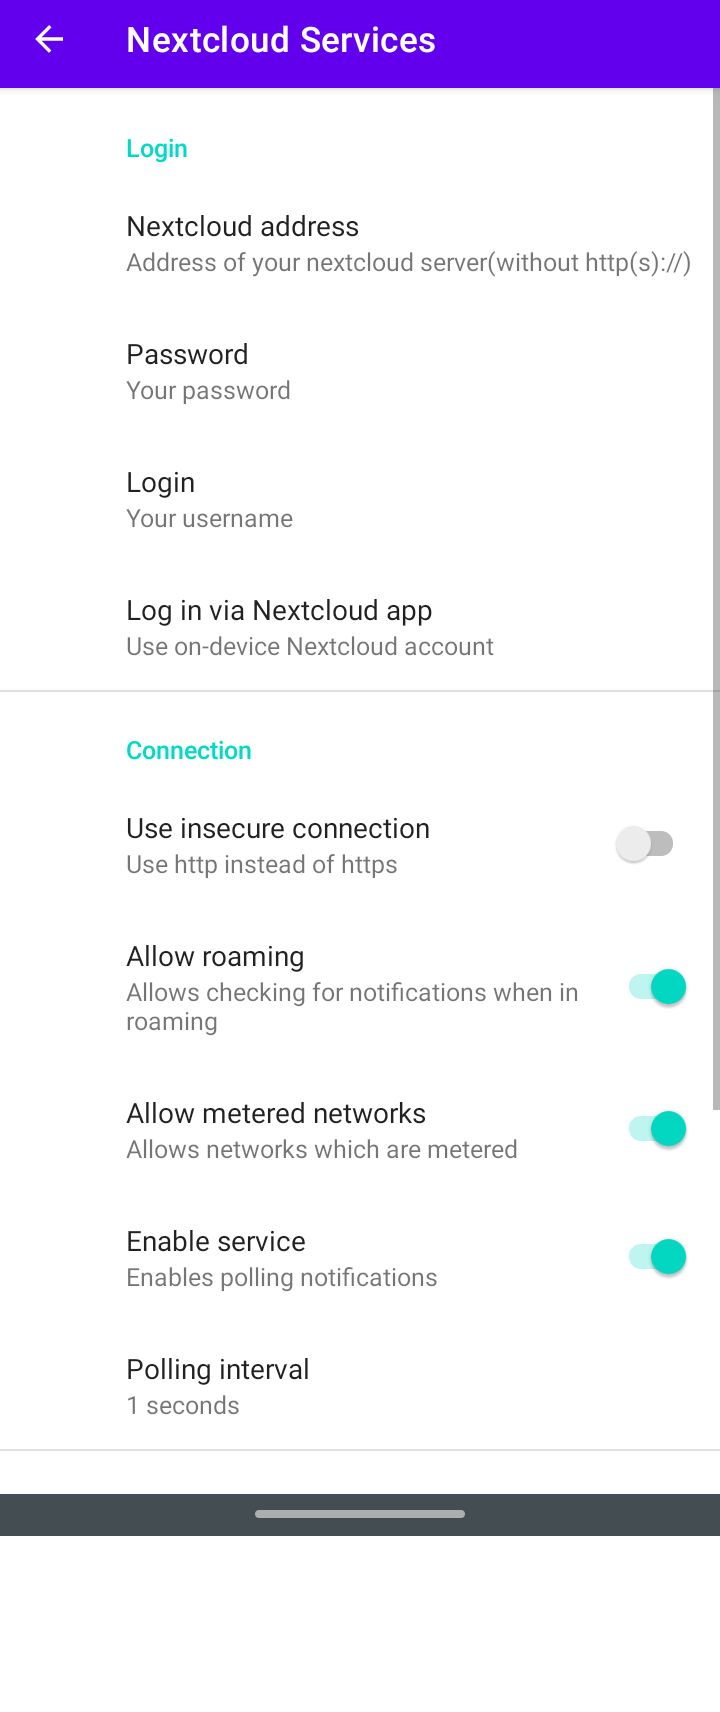 Nextcloud Services
Login
Nextcloud address
Address of your nextcloud server(without http(s)://)
Password
Your password
Login
Your username
Log in via Nextcloud app
Use on-device Nextcloud account
Connection
Use insecure connection
Use http instead of https
Allow roaming
Allows checking for notifications when in
roaming
Allow metered networks
Allows networks which are metered
Enable service
Enables polling notifications
Polling interval
1 seconds